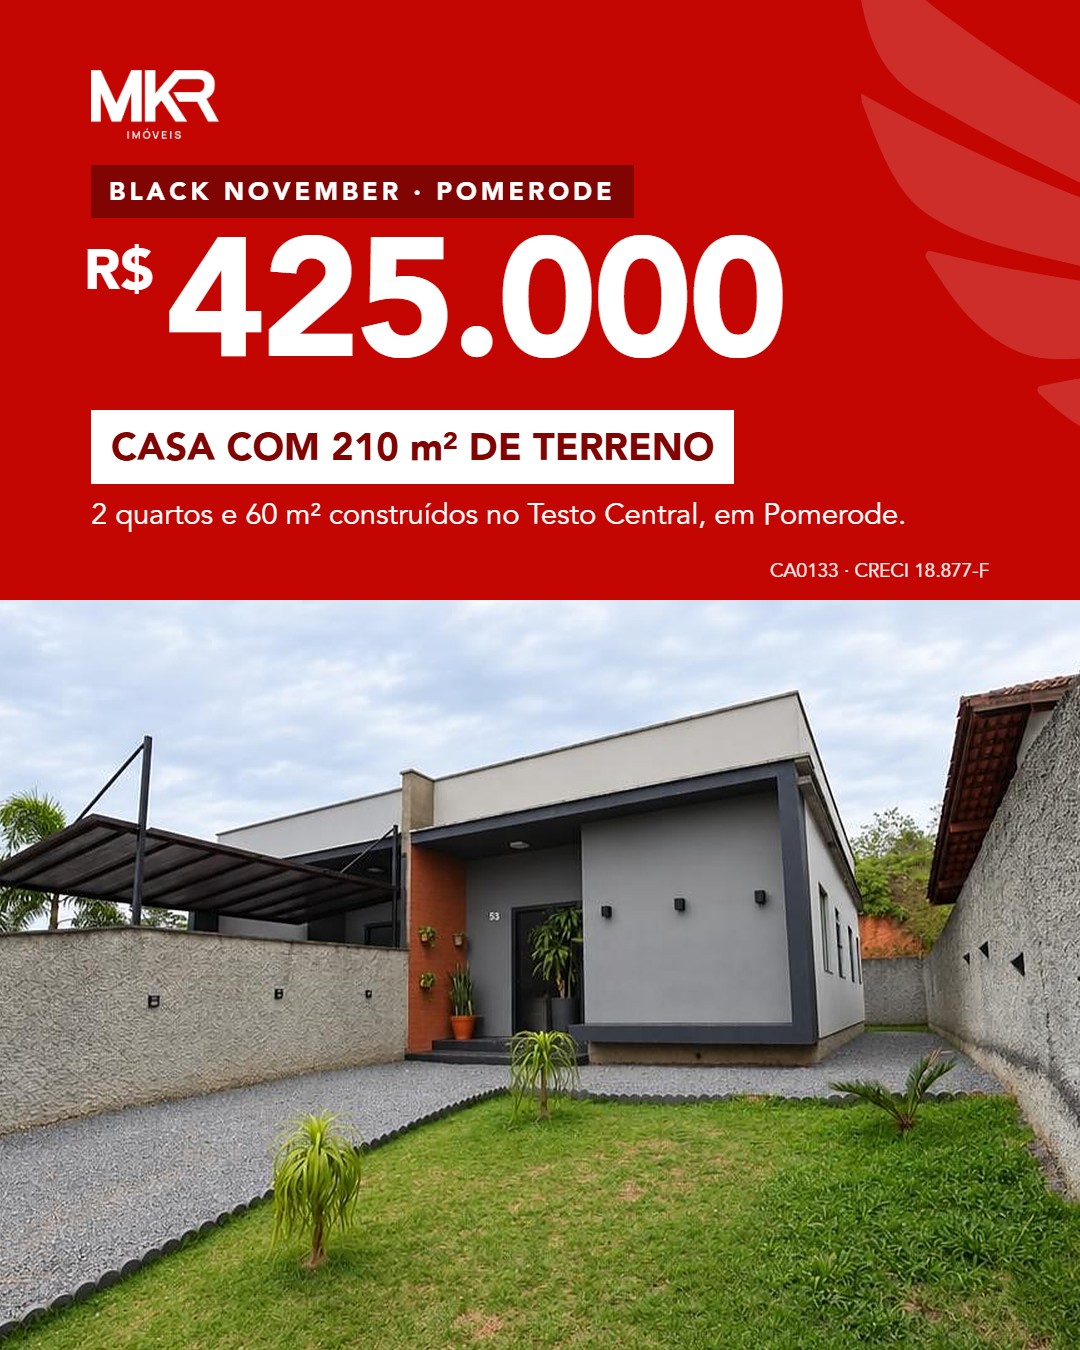 MKR
IMÓVEIS
BLACK NOVEMBER · POMERODE
R$ 425.000
CASA COM 210 m² DE TERRENO
2 quartos e 60 m² construídos no Testo Central, em Pomerode.
CA0133 · CRECI 18.877-F
53